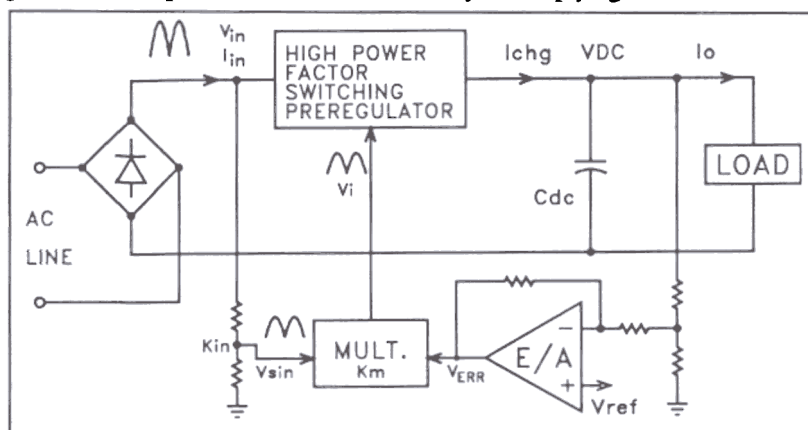 Vin
Iin
HIGH POWER
FACTOR
SWITCHING
PREREGULATOR
Ichg
VDC
Io
LOAD
Vi
Cdc
AC
LINE
Kin
Vsin
MULT.
Km
VERR
E/A
−
+
Vref